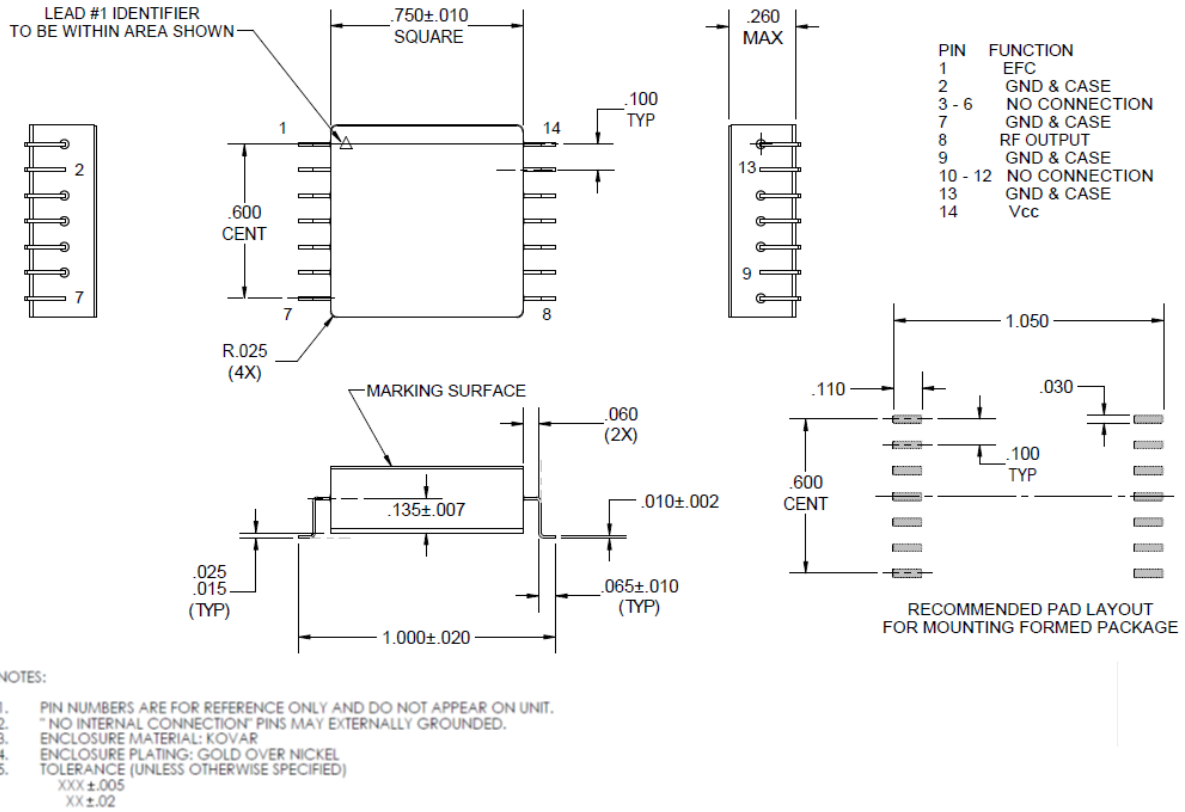 LEAD #1 IDENTIFIER
TO BE WITHIN AREA SHOWN
.750±.010
SQUARE
.260
MAX
.100
TYP
1
14
2
13
.600
CENT
7
9
7
8
R.025
(4X)
PIN FUNCTION
1 EFC
2 GND & CASE
3 - 6 NO CONNECTION
7 GND & CASE
8 RF OUTPUT
9 GND & CASE
10 - 12 NO CONNECTION
13 GND & CASE
14 Vcc
MARKING SURFACE
.060
(2X)
.135±.007
.010±.002
.025
.015
(TYP)
.065±.010
(TYP)
1.000±.020
1.050
.110
.030
.100
TYP
.600
CENT
RECOMMENDED PAD LAYOUT
FOR MOUNTING FORMED PACKAGE
NOTES:
1. PIN NUMBERS ARE FOR REFERENCE ONLY AND DO NOT APPEAR ON UNIT.
2. " NO INTERNAL CONNECTION" PINS MAY EXTERNALLY GROUNDED.
3. ENCLOSURE MATERIAL: KOVAR
4. ENCLOSURE PLATING: GOLD OVER NICKEL
5. TOLERANCE (UNLESS OTHERWISE SPECIFIED)
XXX ±.005
XX ±.02